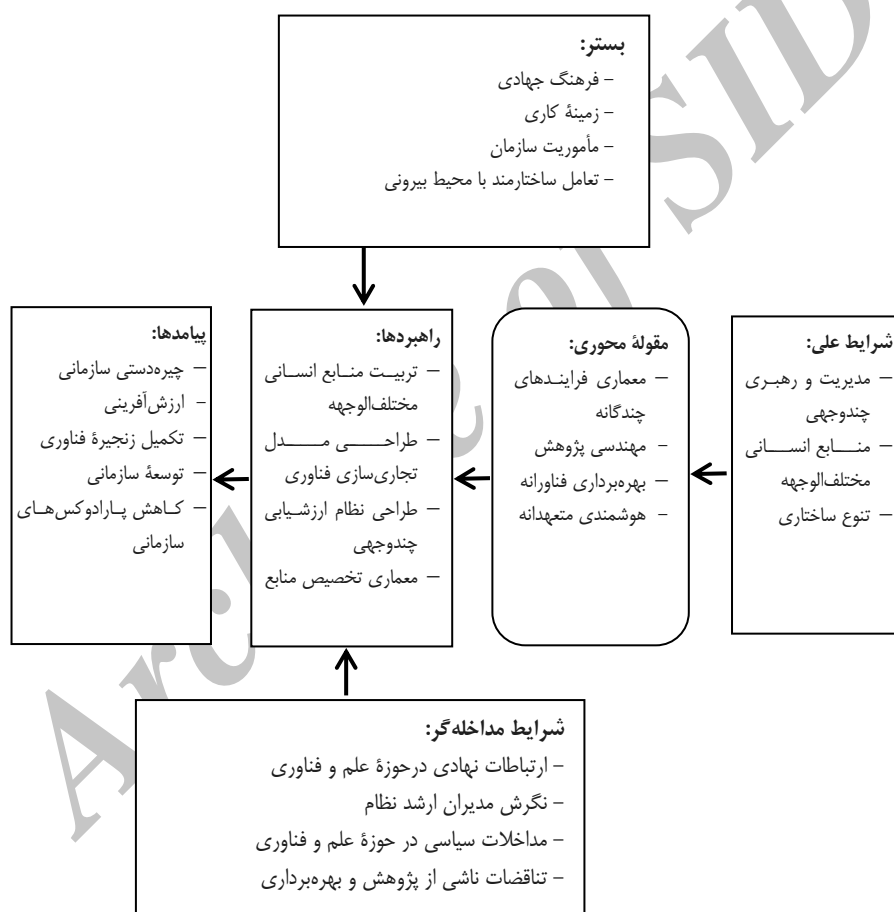 بستر:
- فرهنگ جهادی
- زمینهٔ کاری
- مأموریت سازمان
- تعامل ساختارمند با محیط بیرونی
شرایط علی:
– مدیریت و رهبری
چندوجهی
– منابع انسانی
مختلف‌الوجهه
– تنوع ساختاری
مقولهٔ محوری:
– معماری فرایندهای
چندگانه
- مهندسی پژوهش
– بهره‌برداری فناورانه
- هوشمندی متعهدانه
راهبردها:
– تربیت منابع انسانی
مختلف‌الوجهه
– طراحی مدل
تجاری‌سازی فناوری
– طراحی نظام ارزشیابی
چندوجهی
– معماری تخصیص منابع
پیامدها:
– چیره‌دستی سازمانی
- ارزش‌آفرینی
– تکمیل زنجیرهٔ فناوری
– توسعهٔ سازمانی
– کاهش پارادوکس‌های
سازمانی
شرایط مداخله‌گر:
- ارتباطات نهادی درحوزهٔ علم و فناوری
- نگرش مدیران ارشد نظام
- مداخلات سیاسی در حوزهٔ علم و فناوری
- تناقضات ناشی از پژوهش و بهره‌برداری
Archive of SID